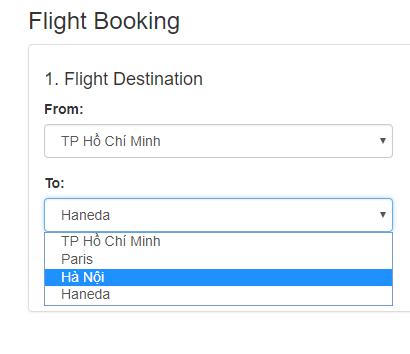 Flight Booking
1. Flight Destination
From:
TP Hồ Chí Minh
To:
Haneda
TP Hồ Chí Minh
Paris
Hà Nội
Haneda